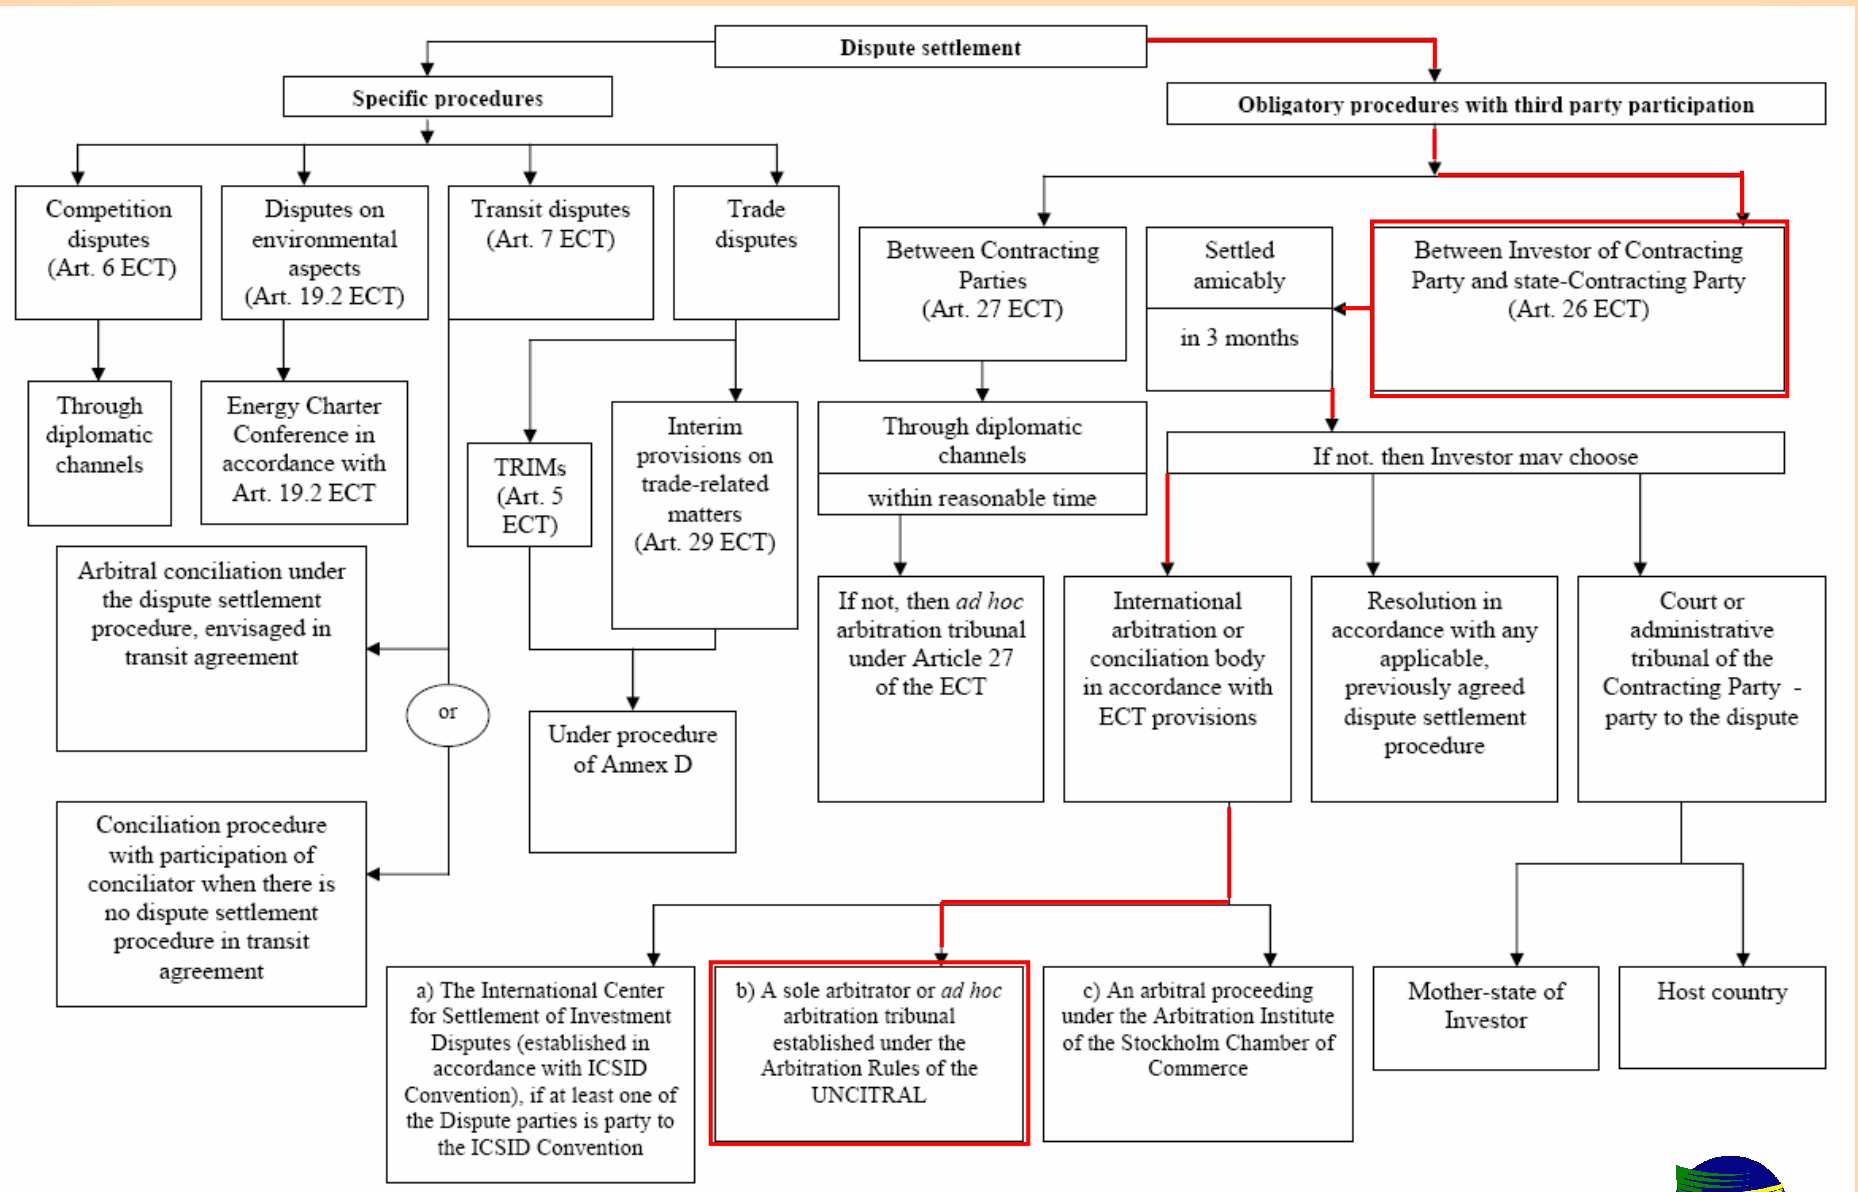 Dispute settlement
Specific procedures
Obligatory procedures with third party participation
Competition
disputes
(Art. 6 ECT)
Disputes on
environmental
aspects
(Art. 19.2 ECT)
Transit disputes
(Art. 7 ECT)
Trade
disputes
Between Contracting
Parties
(Art. 27 ECT)
Settled
amicably
in 3 months
Between Investor of Contracting
Party and state-Contracting Party
(Art. 26 ECT)
Through
diplomatic
channels
Energy Charter
Conference in
accordance with
Art. 19.2 ECT
TRIMs
(Art. 5
ECT)
Interim
provisions on
trade-related
matters
(Art. 29 ECT)
Through diplomatic
channels
within reasonable time
If not, then Investor may choose
Arbitral conciliation under
the dispute settlement
procedure, envisaged in
transit agreement
or
Under procedure
of Annex D
If not, then ad hoc
arbitration tribunal
under Article 27
of the ECT
International
arbitration or
conciliation body
in accordance with
ECT provisions
Resolution in
accordance with any
applicable,
previously agreed
dispute settlement
procedure
Court or
administrative
tribunal of the
Contracting Party -
party to the dispute
Conciliation procedure
with participation of
conciliator when there is
no dispute settlement
procedure in transit
agreement
a) The International Center
for Settlement of Investment
Disputes (established in
accordance with ICSID
Convention), if at least one of
the Dispute parties is party to
the ICSID Convention
b) A sole arbitrator or ad hoc
arbitration tribunal
established under the
Arbitration Rules of the
UNCITRAL
c) An arbitral proceeding
under the Arbitration Institute
of the Stockholm Chamber of
Commerce
Mother-state of
Investor
Host country